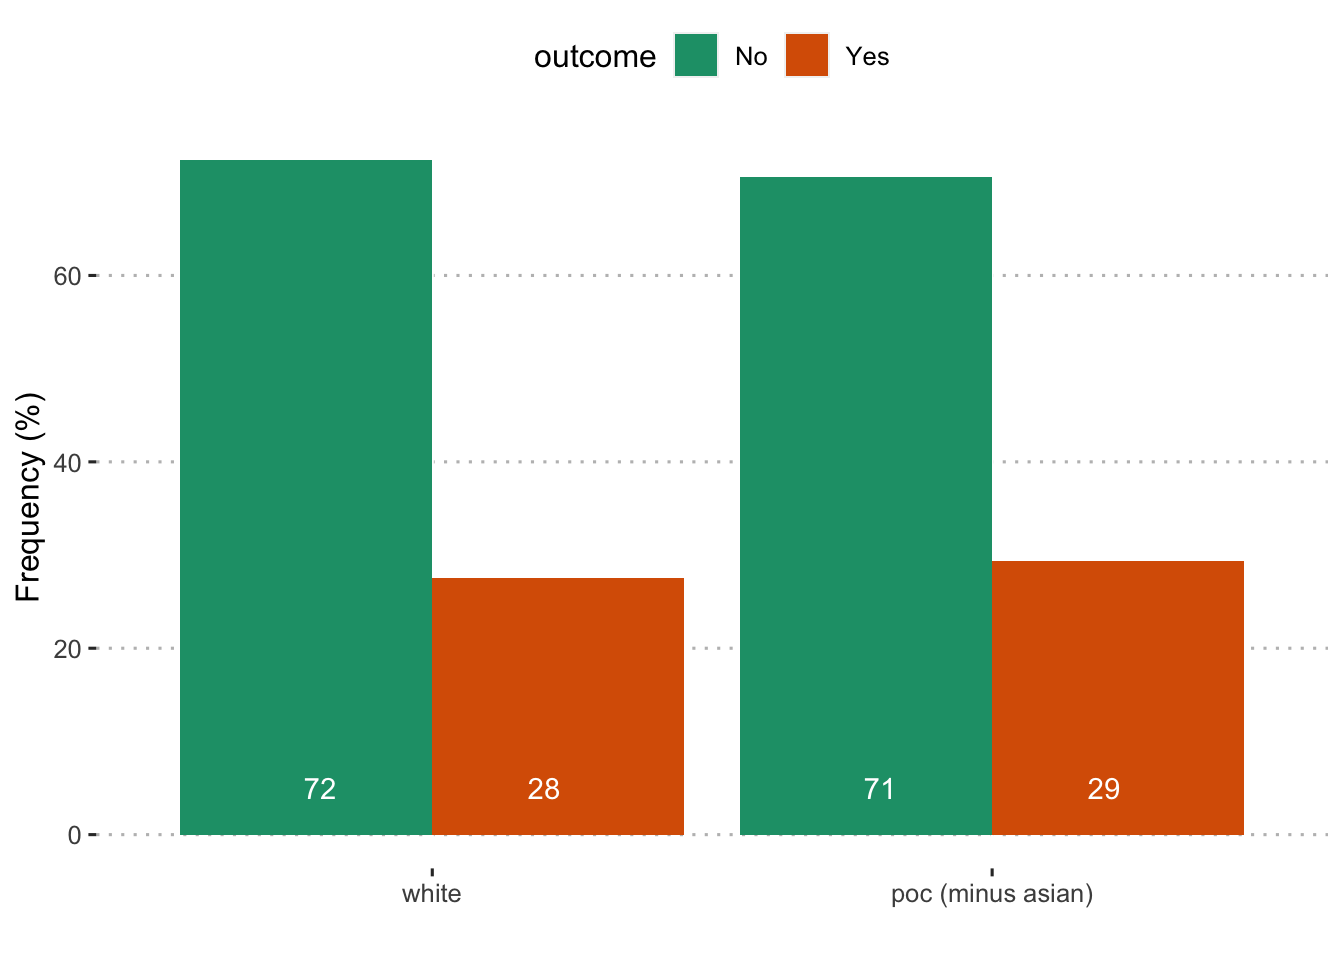 outcome No Yes
Frequency (%)
60
40
20
0
72 28 71 29
white poc (minus asian)